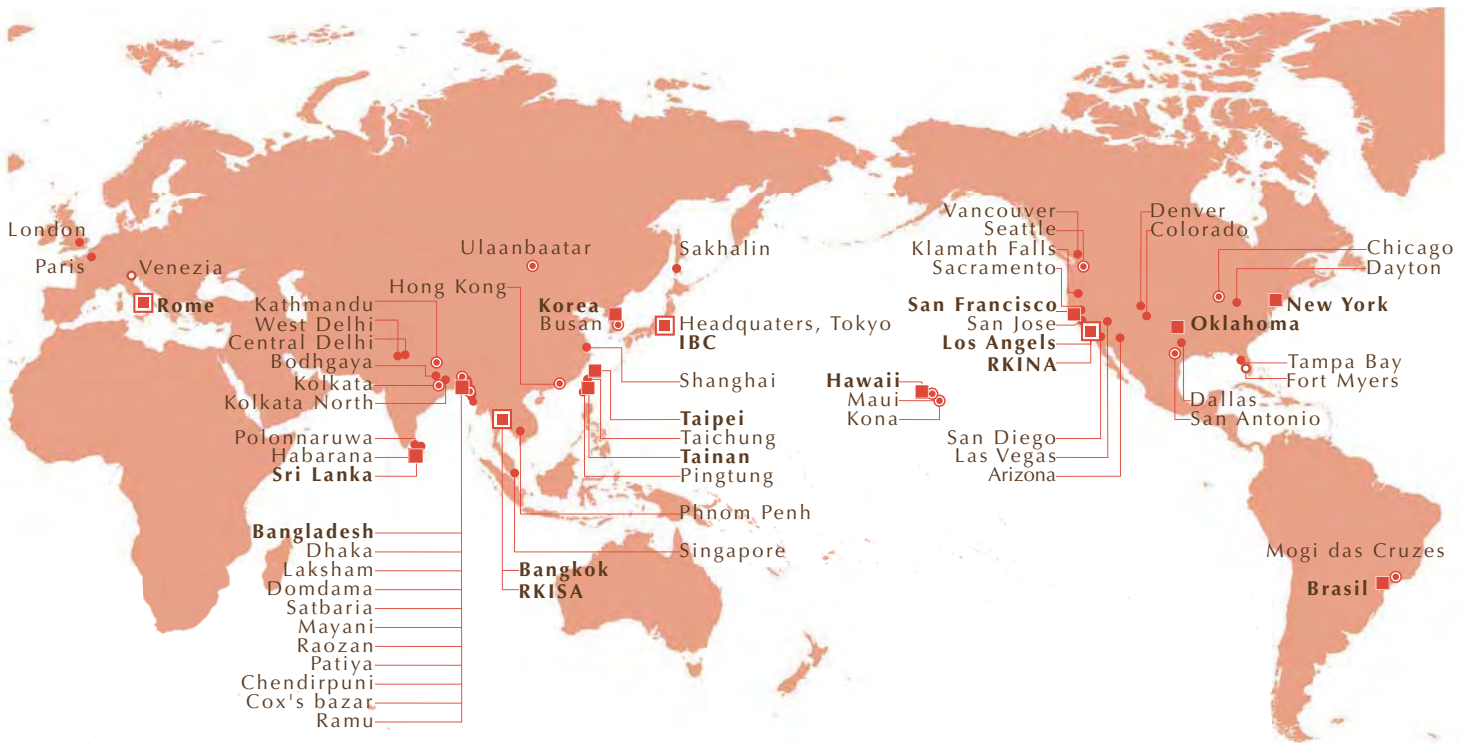 London
Paris
Venezia
Rome
Ulaanbaatar
Sakhalin
Hong Kong
Korea
Busan
Headquaters, Tokyo
IBC
Kathmandu
West Delhi
Central Delhi
Bodhgaya
Kolkata
Kolkata North
Polonnaruwa
Habarana
Sri Lanka
Shanghai
Taipei
Taichung
Tainan
Pingtung
Phnom Penh
Singapore
Bangkok
RKISA
Bangladesh
Dhaka
Laksham
Domdama
Satbaria
Mayani
Raozan
Patiya
Chendirpuni
Cox's bazar
Ramu
Vancouver
Seattle
Klamath Falls
Sacramento
San Francisco
San Jose
Los Angels
RKINA
Hawaii
Maui
Kona
San Diego
Las Vegas
Arizona
Denver
Colorado
Chicago
Dayton
New York
Oklahoma
Tampa Bay
Fort Myers
Dallas
San Antonio
Mogi das Cruzes
Brasil